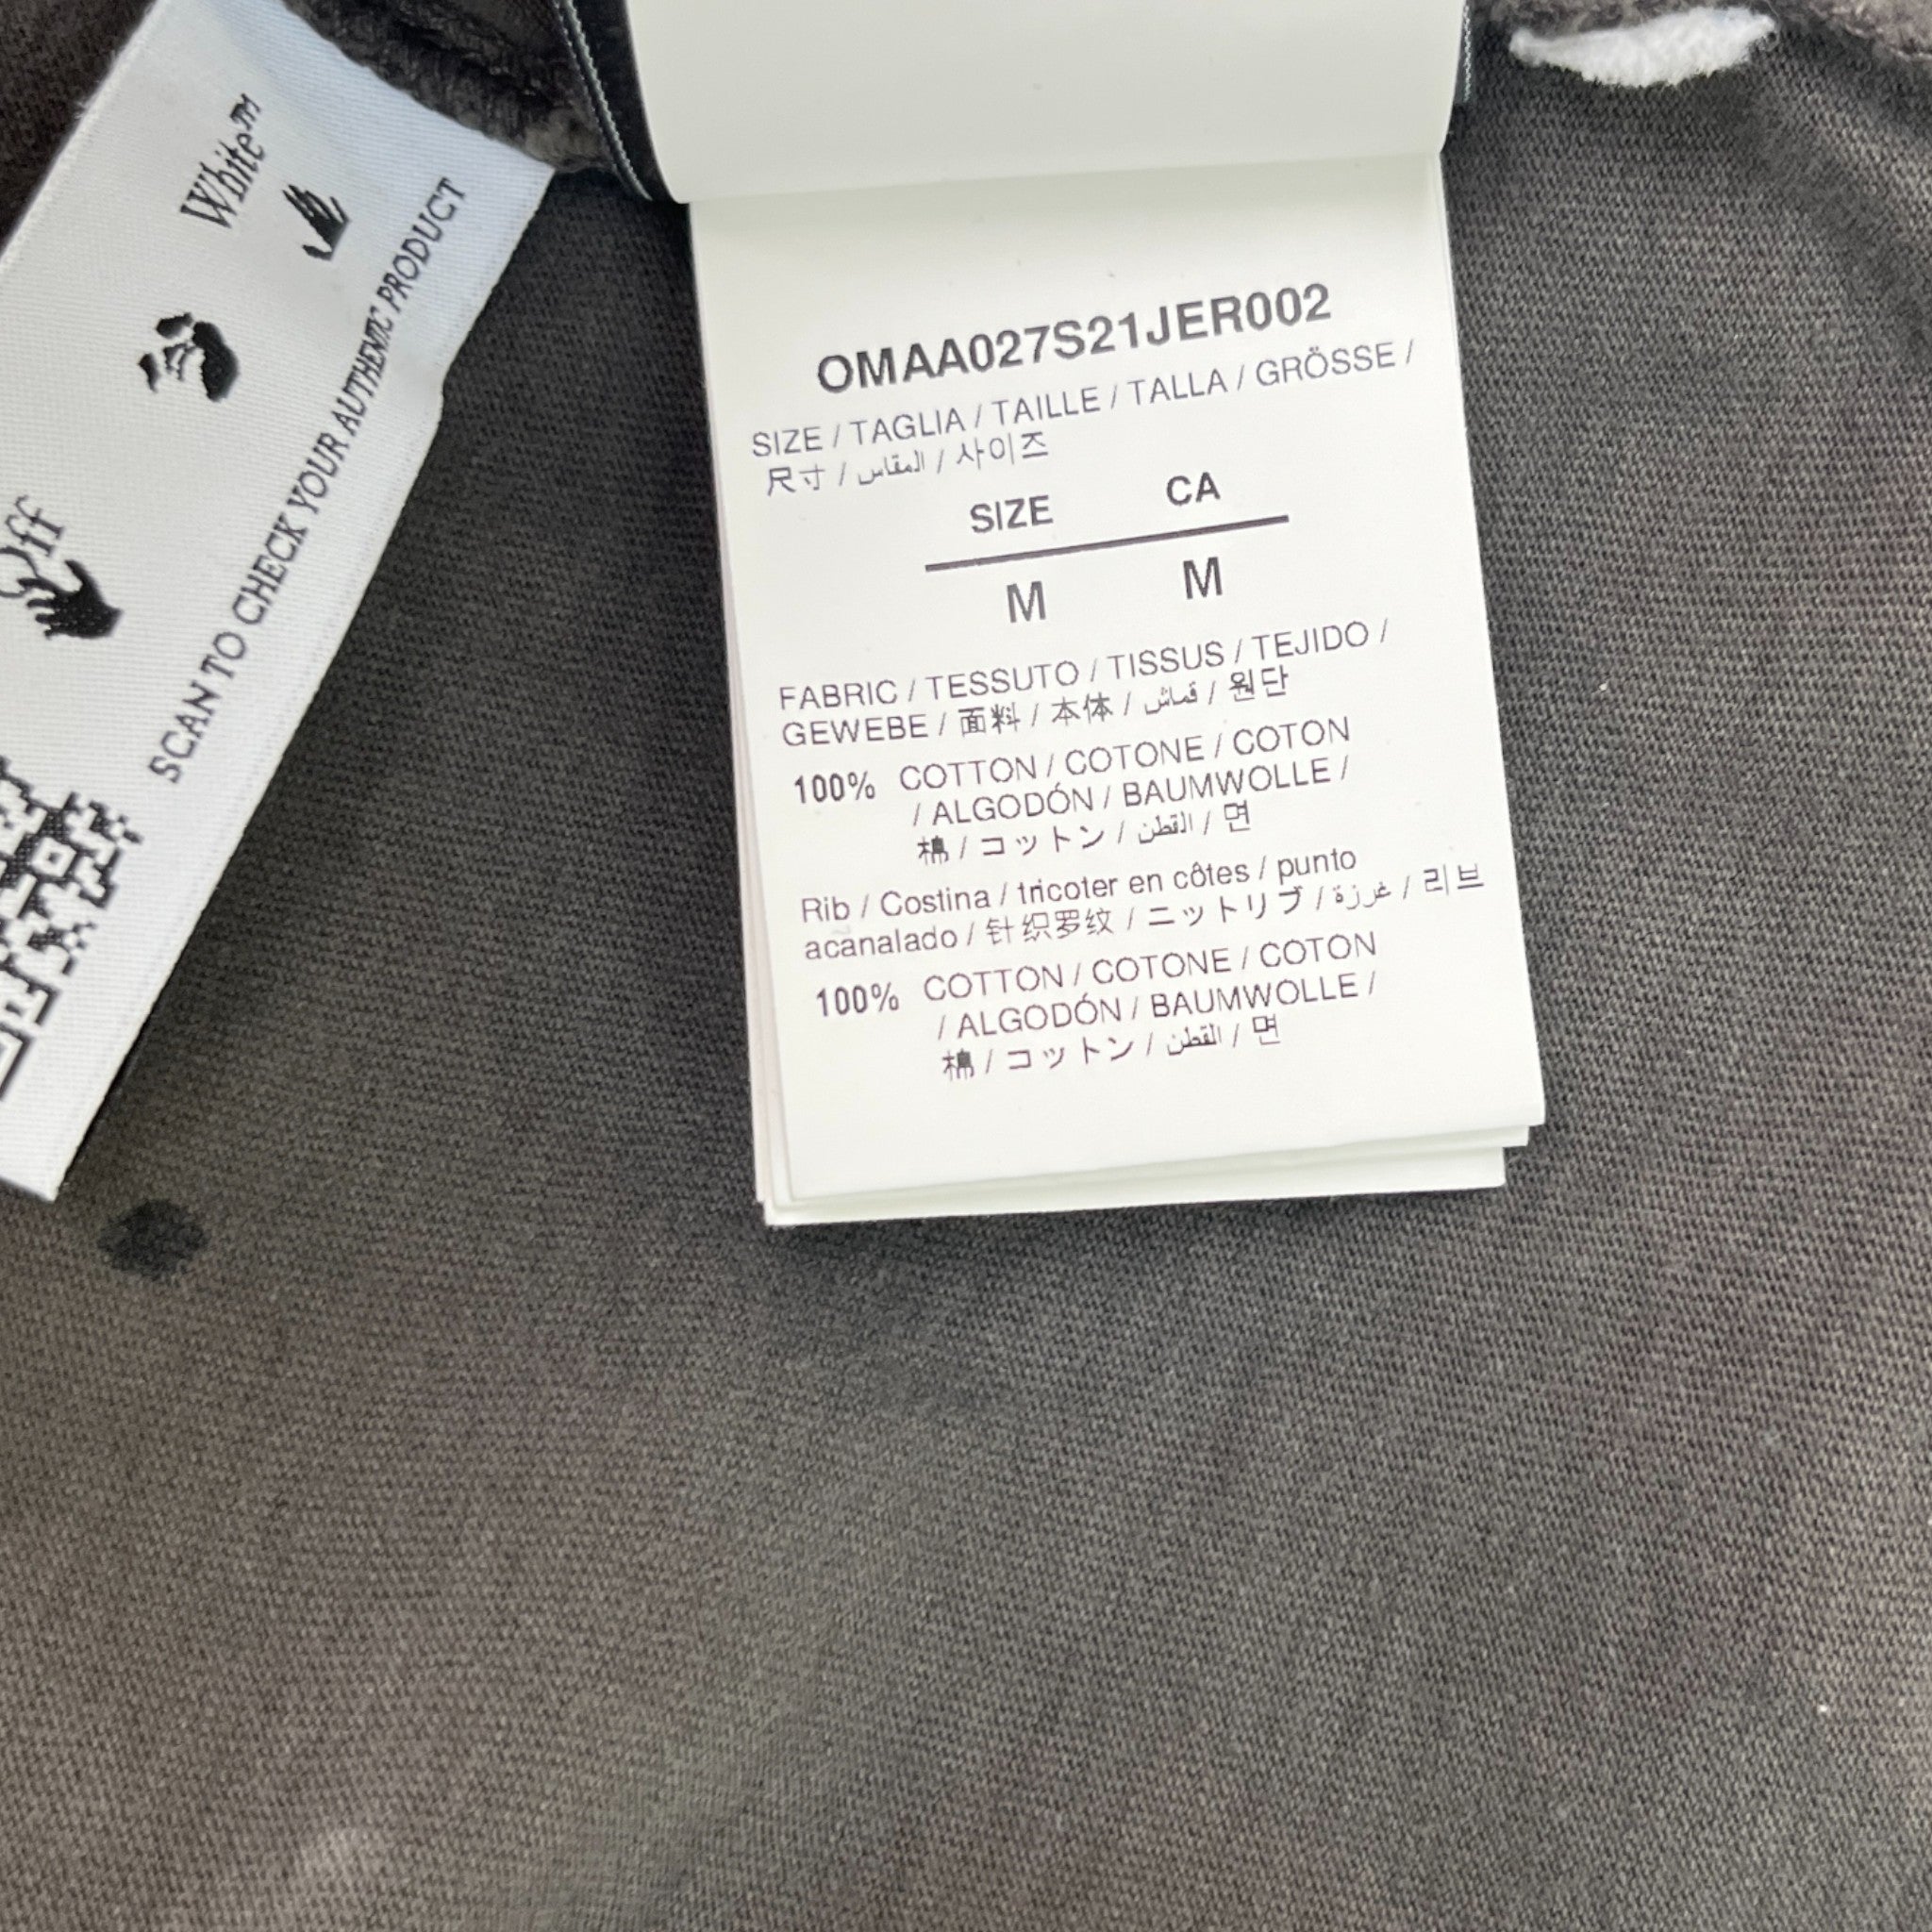 Off
White™
SCAN TO CHECK YOUR AUTHENTIC PRODUCT
OMAA027S21JER002
SIZE / TAGLIA / TAILLE / TALLA / GRÖSSE /
尺寸 / المقاس / 사이즈
SIZE CA
M M
FABRIC / TESSUTO / TISSUS / TEJIDO /
GEWEBE / 面料 / 本体 / قماش / 원단
100% COTTON / COTONE / COTON
/ ALGODÓN / BAUMWOLLE /
棉 / コットン / القطن / 면
Rib / Costina / tricoter en côtes / punto
acanalado / 针织罗纹 / ニットリブ / غرزة / 리브
100% COTTON / COTONE / COTON
/ ALGODÓN / BAUMWOLLE /
棉 / コットン / القطن / 면